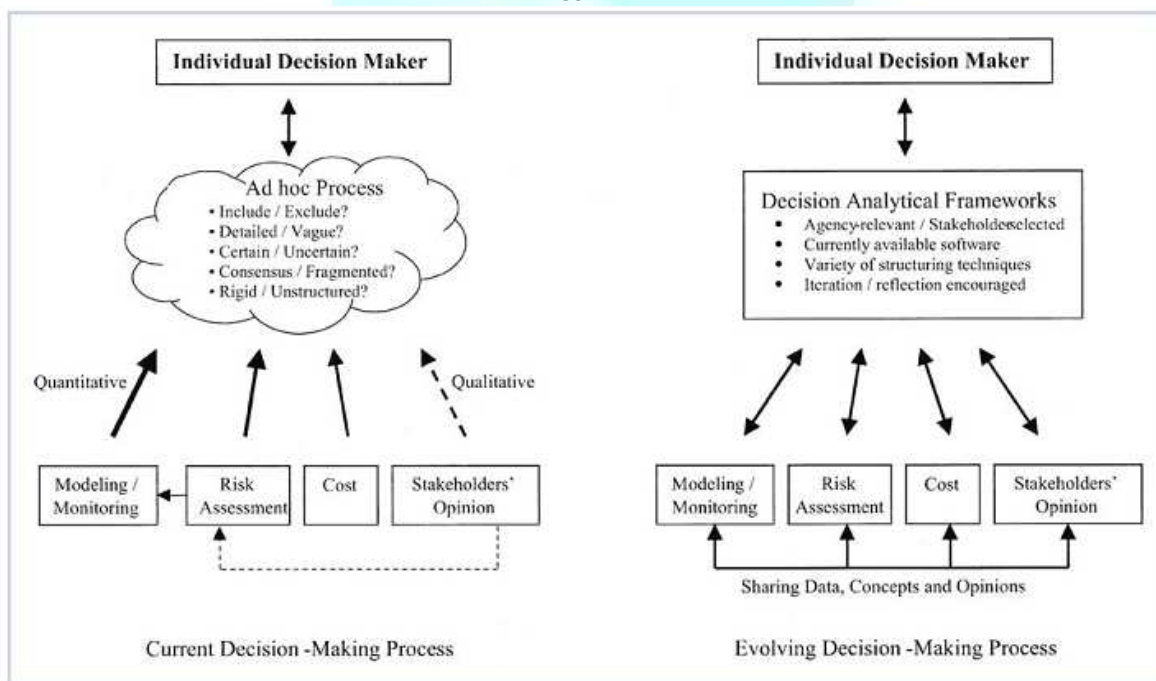 Individual Decision Maker
Ad hoc Process
• Include / Exclude?
• Detailed / Vague?
• Certain / Uncertain?
• Consensus / Fragmented?
• Rigid / Unstructured?
Quantitative
Qualitative
Modeling /
Monitoring
Risk
Assessment
Cost
Stakeholders'
Opinion
Current Decision -Making Process
Individual Decision Maker
Decision Analytical Frameworks
• Agency-relevant / Stakeholderselected
• Currently available software
• Variety of structuring techniques
• Iteration / reflection encouraged
Modeling /
Monitoring
Risk
Assessment
Cost
Stakeholders'
Opinion
Sharing Data, Concepts and Opinions
Evolving Decision -Making Process